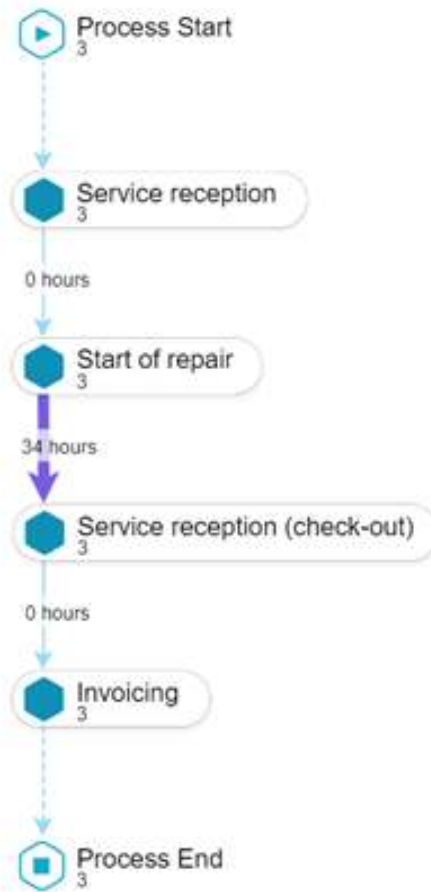 Process Start
3
Service reception
3
0 hours
Start of repair
3
34 hours
Service reception (check-out)
3
0 hours
Invoicing
3
Process End
3